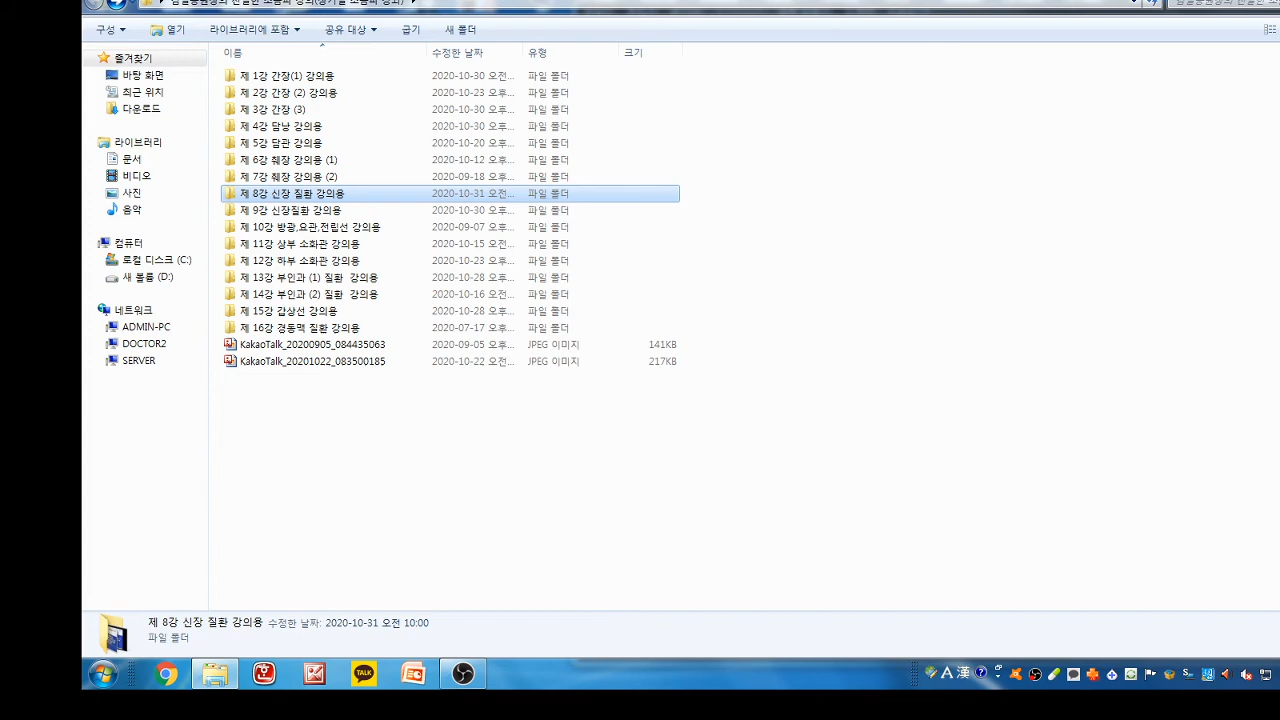 구성 열기 라이브러리에 포함 공유 대상 굽기 새 폴더
즐겨찾기
바탕 화면
최근 위치
다운로드
라이브러리
문서
비디오
사진
음악
컴퓨터
로컬 디스크 (C:)
새 볼륨 (D:)
네트워크
ADMIN-PC
DOCTOR2
SERVER
이름 수정한 날짜 유형 크기
제 1강 간장(1) 강의용 2020-10-30 오전... 파일 폴더
제 2강 간장 (2) 강의용 2020-10-23 오후... 파일 폴더
제 3강 간장 (3) 2020-10-30 오후... 파일 폴더
제 4강 담낭 강의용 2020-10-30 오후... 파일 폴더
제 5강 담관 강의용 2020-10-20 오후... 파일 폴더
제 6강 췌장 강의용 (1) 2020-10-12 오후... 파일 폴더
제 7강 췌장 강의용 (2) 2020-09-18 오후... 파일 폴더
제 8강 신장 질환 강의용 2020-10-31 오전... 파일 폴더
제 9강 신장질환 강의용 2020-10-30 오후... 파일 폴더
제 10강 방광,요관,전립선 강의용 2020-09-07 오후... 파일 폴더
제 11강 상부 소화관 강의용 2020-10-15 오후... 파일 폴더
제 12강 하부 소화관 강의용 2020-10-23 오후... 파일 폴더
제 13강 부인과 (1) 질환 강의용 2020-10-28 오후... 파일 폴더
제 14강 부인과 (2) 질환 강의용 2020-10-16 오후... 파일 폴더
제 15강 갑상선 강의용 2020-10-28 오후... 파일 폴더
제 16강 경동맥 질환 강의용 2020-07-17 오후... 파일 폴더
KakaoTalk_20200905_084435063 2020-09-05 오후... JPEG 이미지 141KB
KakaoTalk_20201022_083500185 2020-10-22 오전... JPEG 이미지 217KB
제 8강 신장 질환 강의용 수정한 날짜: 2020-10-31 오전 10:00
파일 폴더
TALK
A 漢